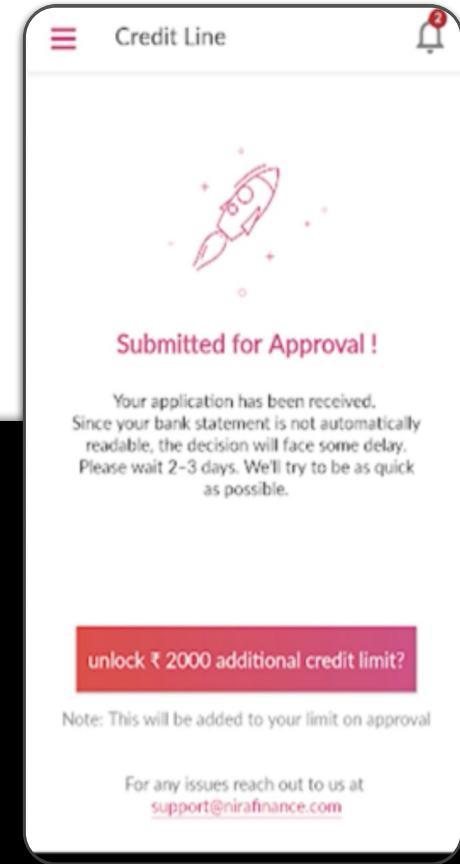 Credit Line
2
Submitted for Approval !
Your application has been received.
Since your bank statement is not automatically
readable, the decision will face some delay.
Please wait 2-3 days. We'll try to be as quick
as possible.
unlock ₹ 2000 additional credit limit?
Note: This will be added to your limit on approval
For any issues reach out to us at
support@nirafinance.com